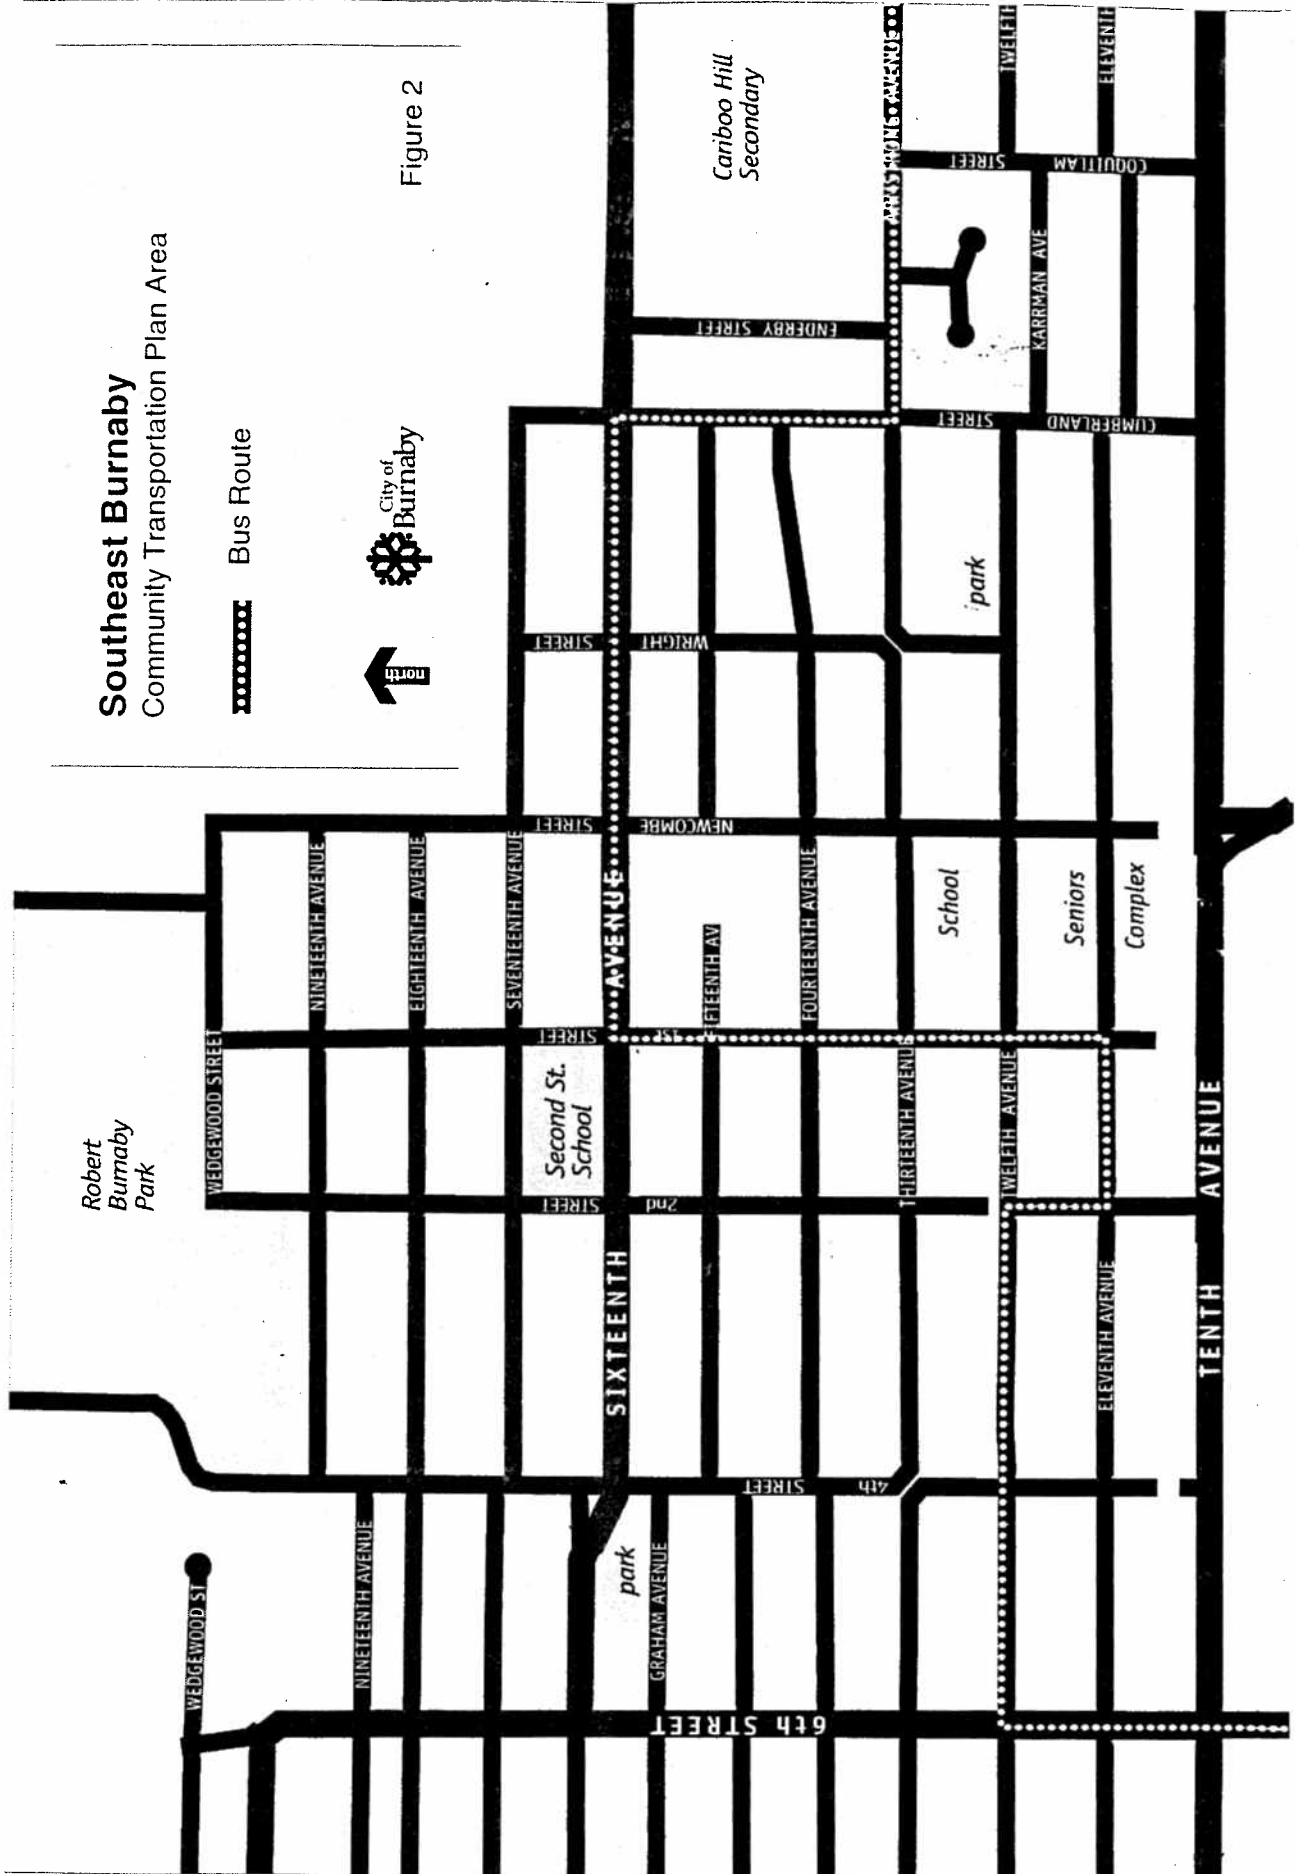 Southeast Burnaby
Community Transportation Plan Area
Bus Route
north
City of
Burnaby
Figure 2
Robert
Burnaby
Park
WEDGEWOOD ST
WEDGEWOOD STREET
NINETEENTH AVENUE
NINETEENTH AVENUE
EIGHTEENTH AVENUE
SEVENTEENTH AVENUE
Second St.
School
SIXTEENTH
AVENUE
park
GRAHAM AVENUE
FIFTEENTH AV
FOURTEENTH AVENUE
THIRTEENTH AVENUE
TWELFTH AVENUE
ELEVENTH AVENUE
TENTH
AVENUE
6th STREET
4th
STREET
2nd
STREET
1st
STREET
NEWCOMBE
STREET
WRIGHT
STREET
CUMBERLAND
STREET
ENDERBY STREET
COQUITLAM
STREET
KARRMAN AVE
ARMSTRONG AVENUE
TWELFTH
ELEVENTH
Cariboo Hill
Secondary
park
School
Seniors
Complex